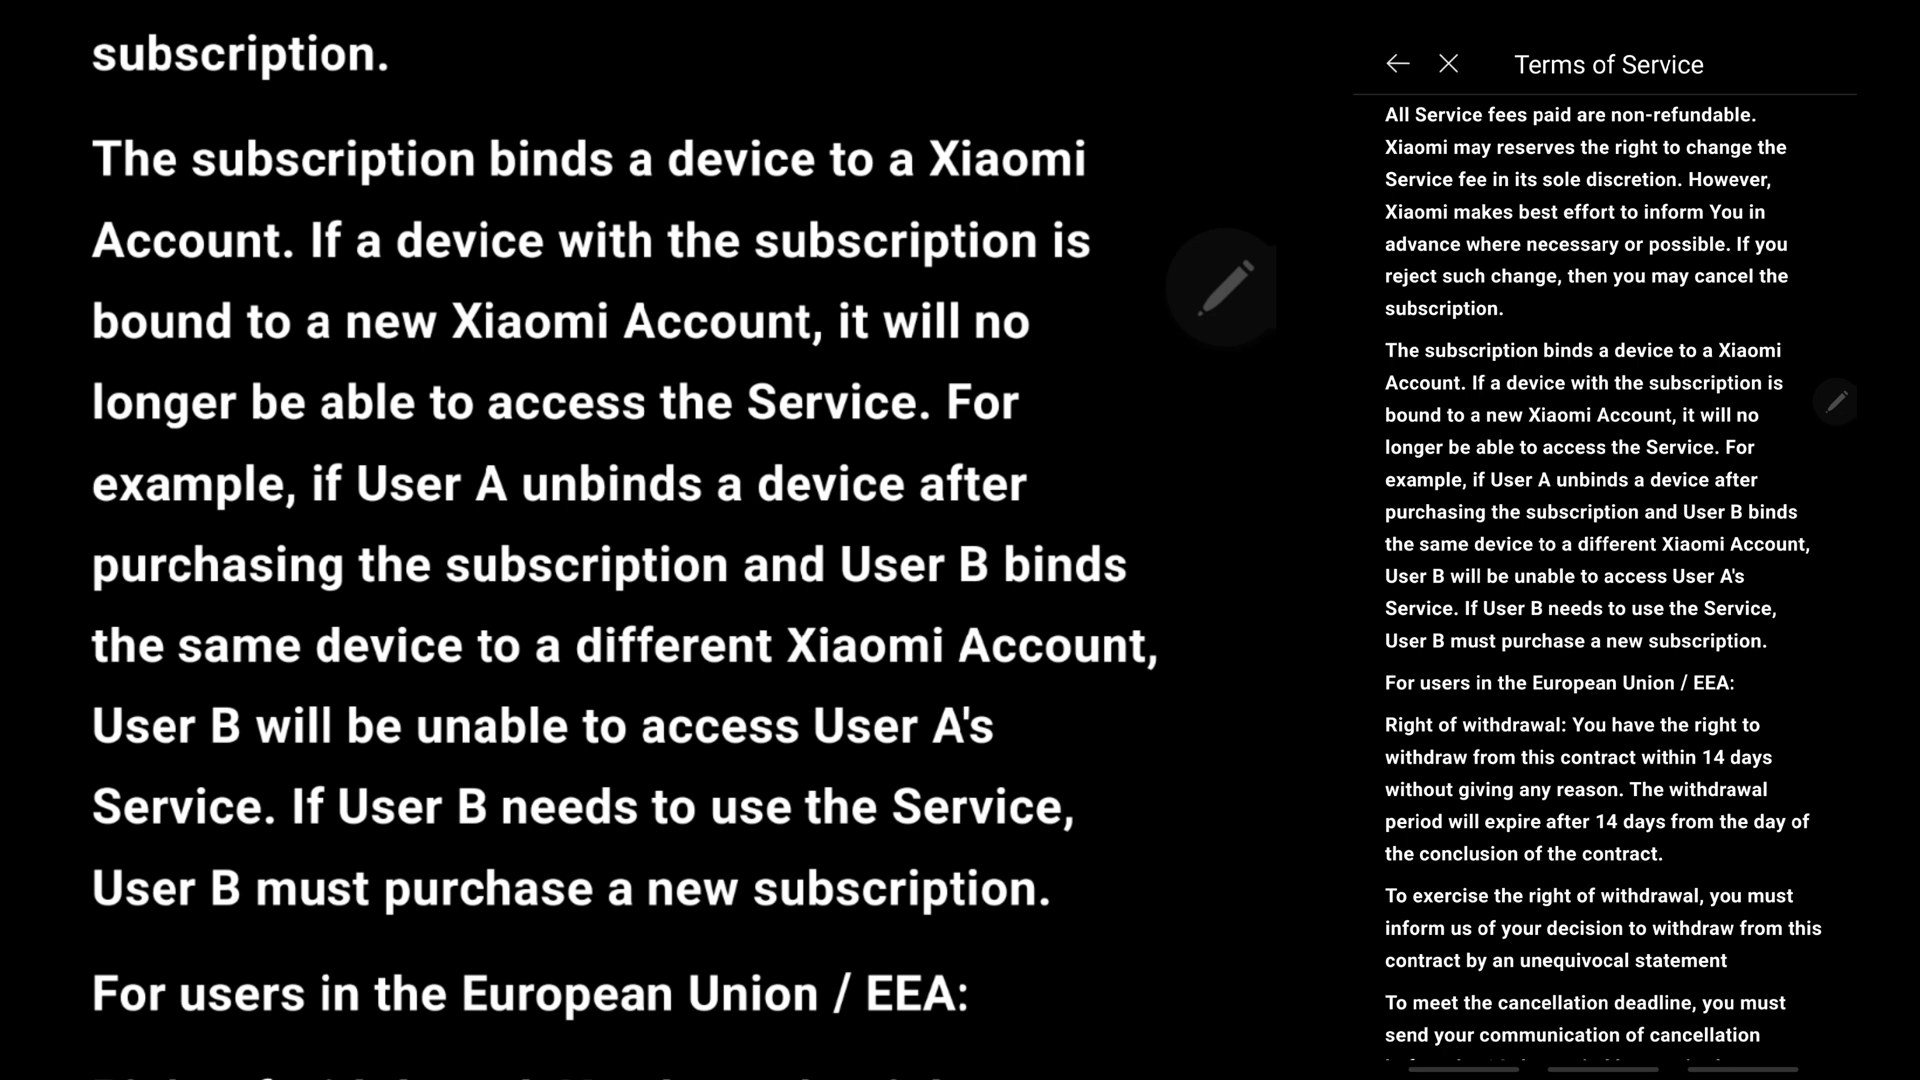 subscription.
The subscription binds a device to a Xiaomi
Account. If a device with the subscription is
bound to a new Xiaomi Account, it will no
longer be able to access the Service. For
example, if User A unbinds a device after
purchasing the subscription and User B binds
the same device to a different Xiaomi Account,
User B will be unable to access User A's
Service. If User B needs to use the Service,
User B must purchase a new subscription.
For users in the European Union / EEA:
Terms of Service
All Service fees paid are non-refundable.
Xiaomi may reserves the right to change the
Service fee in its sole discretion. However,
Xiaomi makes best effort to inform You in
advance where necessary or possible. If you
reject such change, then you may cancel the
subscription.
The subscription binds a device to a Xiaomi
Account. If a device with the subscription is
bound to a new Xiaomi Account, it will no
longer be able to access the Service. For
example, if User A unbinds a device after
purchasing the subscription and User B binds
the same device to a different Xiaomi Account,
User B will be unable to access User A's
Service. If User B needs to use the Service,
User B must purchase a new subscription.
For users in the European Union / EEA:
Right of withdrawal: You have the right to
withdraw from this contract within 14 days
without giving any reason. The withdrawal
period will expire after 14 days from the day of
the conclusion of the contract.
To exercise the right of withdrawal, you must
inform us of your decision to withdraw from this
contract by an unequivocal statement
To meet the cancellation deadline, you must
send your communication of cancellation